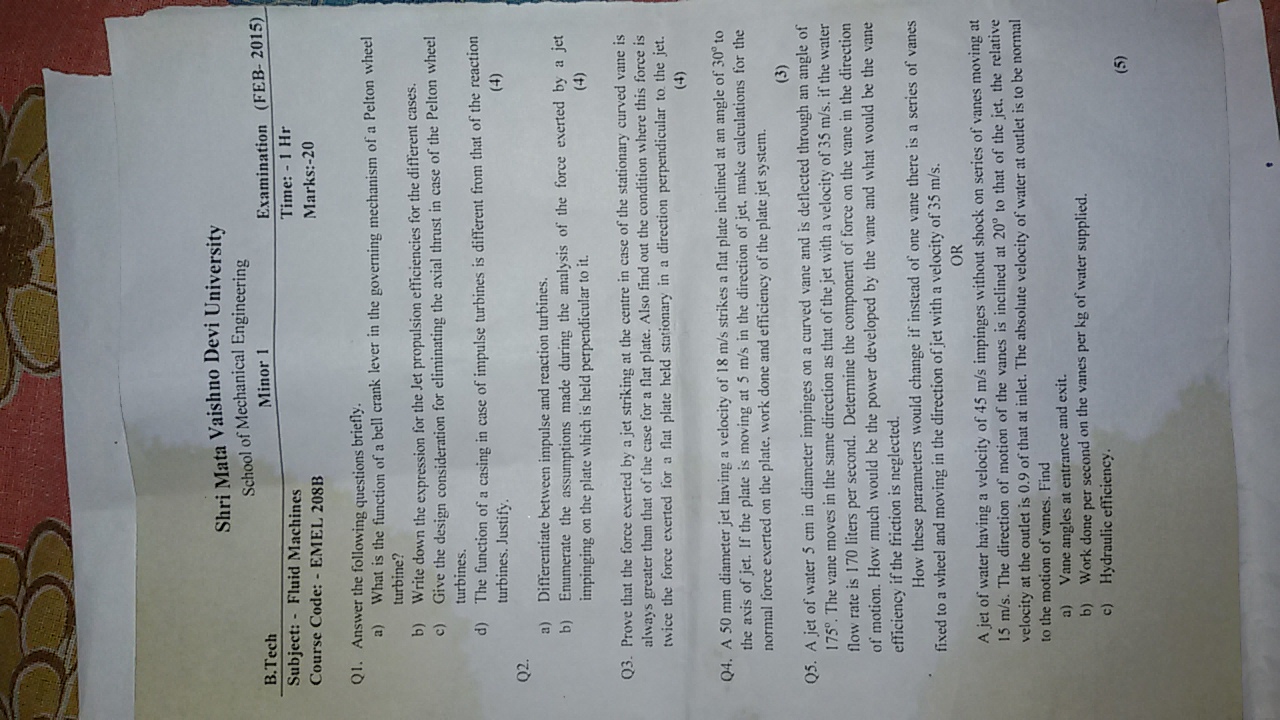 Shri Mata Vaishno Devi University
School of Mechanical Engineering
B.Tech Minor 1 Examination (FEB- 2015)
Subject: - Fluid Machines Time: - 1 Hr
Course Code: - EMEL 208B Marks:-20
Q1. Answer the following questions briefly.
a) What is the function of a bell crank lever in the governing mechanism of a Pelton wheel
turbine?
b) Write down the expression for the Jet propulsion efficiencies for the different cases.
c) Give the design consideration for eliminating the axial thrust in case of the Pelton wheel
turbines.
d) The function of a casing in case of impulse turbines is different from that of the reaction
turbines. Justify. (4)
Q2.
a) Differentiate between impulse and reaction turbines.
b) Enumerate the assumptions made during the analysis of the force exerted by a jet
impinging on the plate which is held perpendicular to it. (4)
Q3. Prove that the force exerted by a jet striking at the centre in case of the stationary curved vane is
always greater than that of the case for a flat plate. Also find out the condition where this force is
twice the force exerted for a flat plate held stationary in a direction perpendicular to the jet.
(4)
Q4. A 50 mm diameter jet having a velocity of 18 m/s strikes a flat plate inclined at an angle of 30° to
the axis of jet. If the plate is moving at 5 m/s in the direction of jet, make calculations for the
normal force exerted on the plate, work done and efficiency of the plate jet system.
(3)
Q5. A jet of water 5 cm in diameter impinges on a curved vane and is deflected through an angle of
175°. The vane moves in the same direction as that of the jet with a velocity of 35 m/s. if the water
flow rate is 170 liters per second. Determine the component of force on the vane in the direction
of motion. How much would be the power developed by the vane and what would be the vane
efficiency if the friction is neglected.
How these parameters would change if instead of one vane there is a series of vanes
fixed to a wheel and moving in the direction of jet with a velocity of 35 m/s.
OR
A jet of water having a velocity of 45 m/s impinges without shock on series of vanes moving at
15 m/s. The direction of motion of the vanes is inclined at 20° to that of the jet. the relative
velocity at the outlet is 0.9 of that at inlet. The absolute velocity of water at outlet is to be normal
to the motion of vanes. Find
a) Vane angles at entrance and exit.
b) Work done per second on the vanes per kg of water supplied.
c) Hydraulic efficiency.
(5)